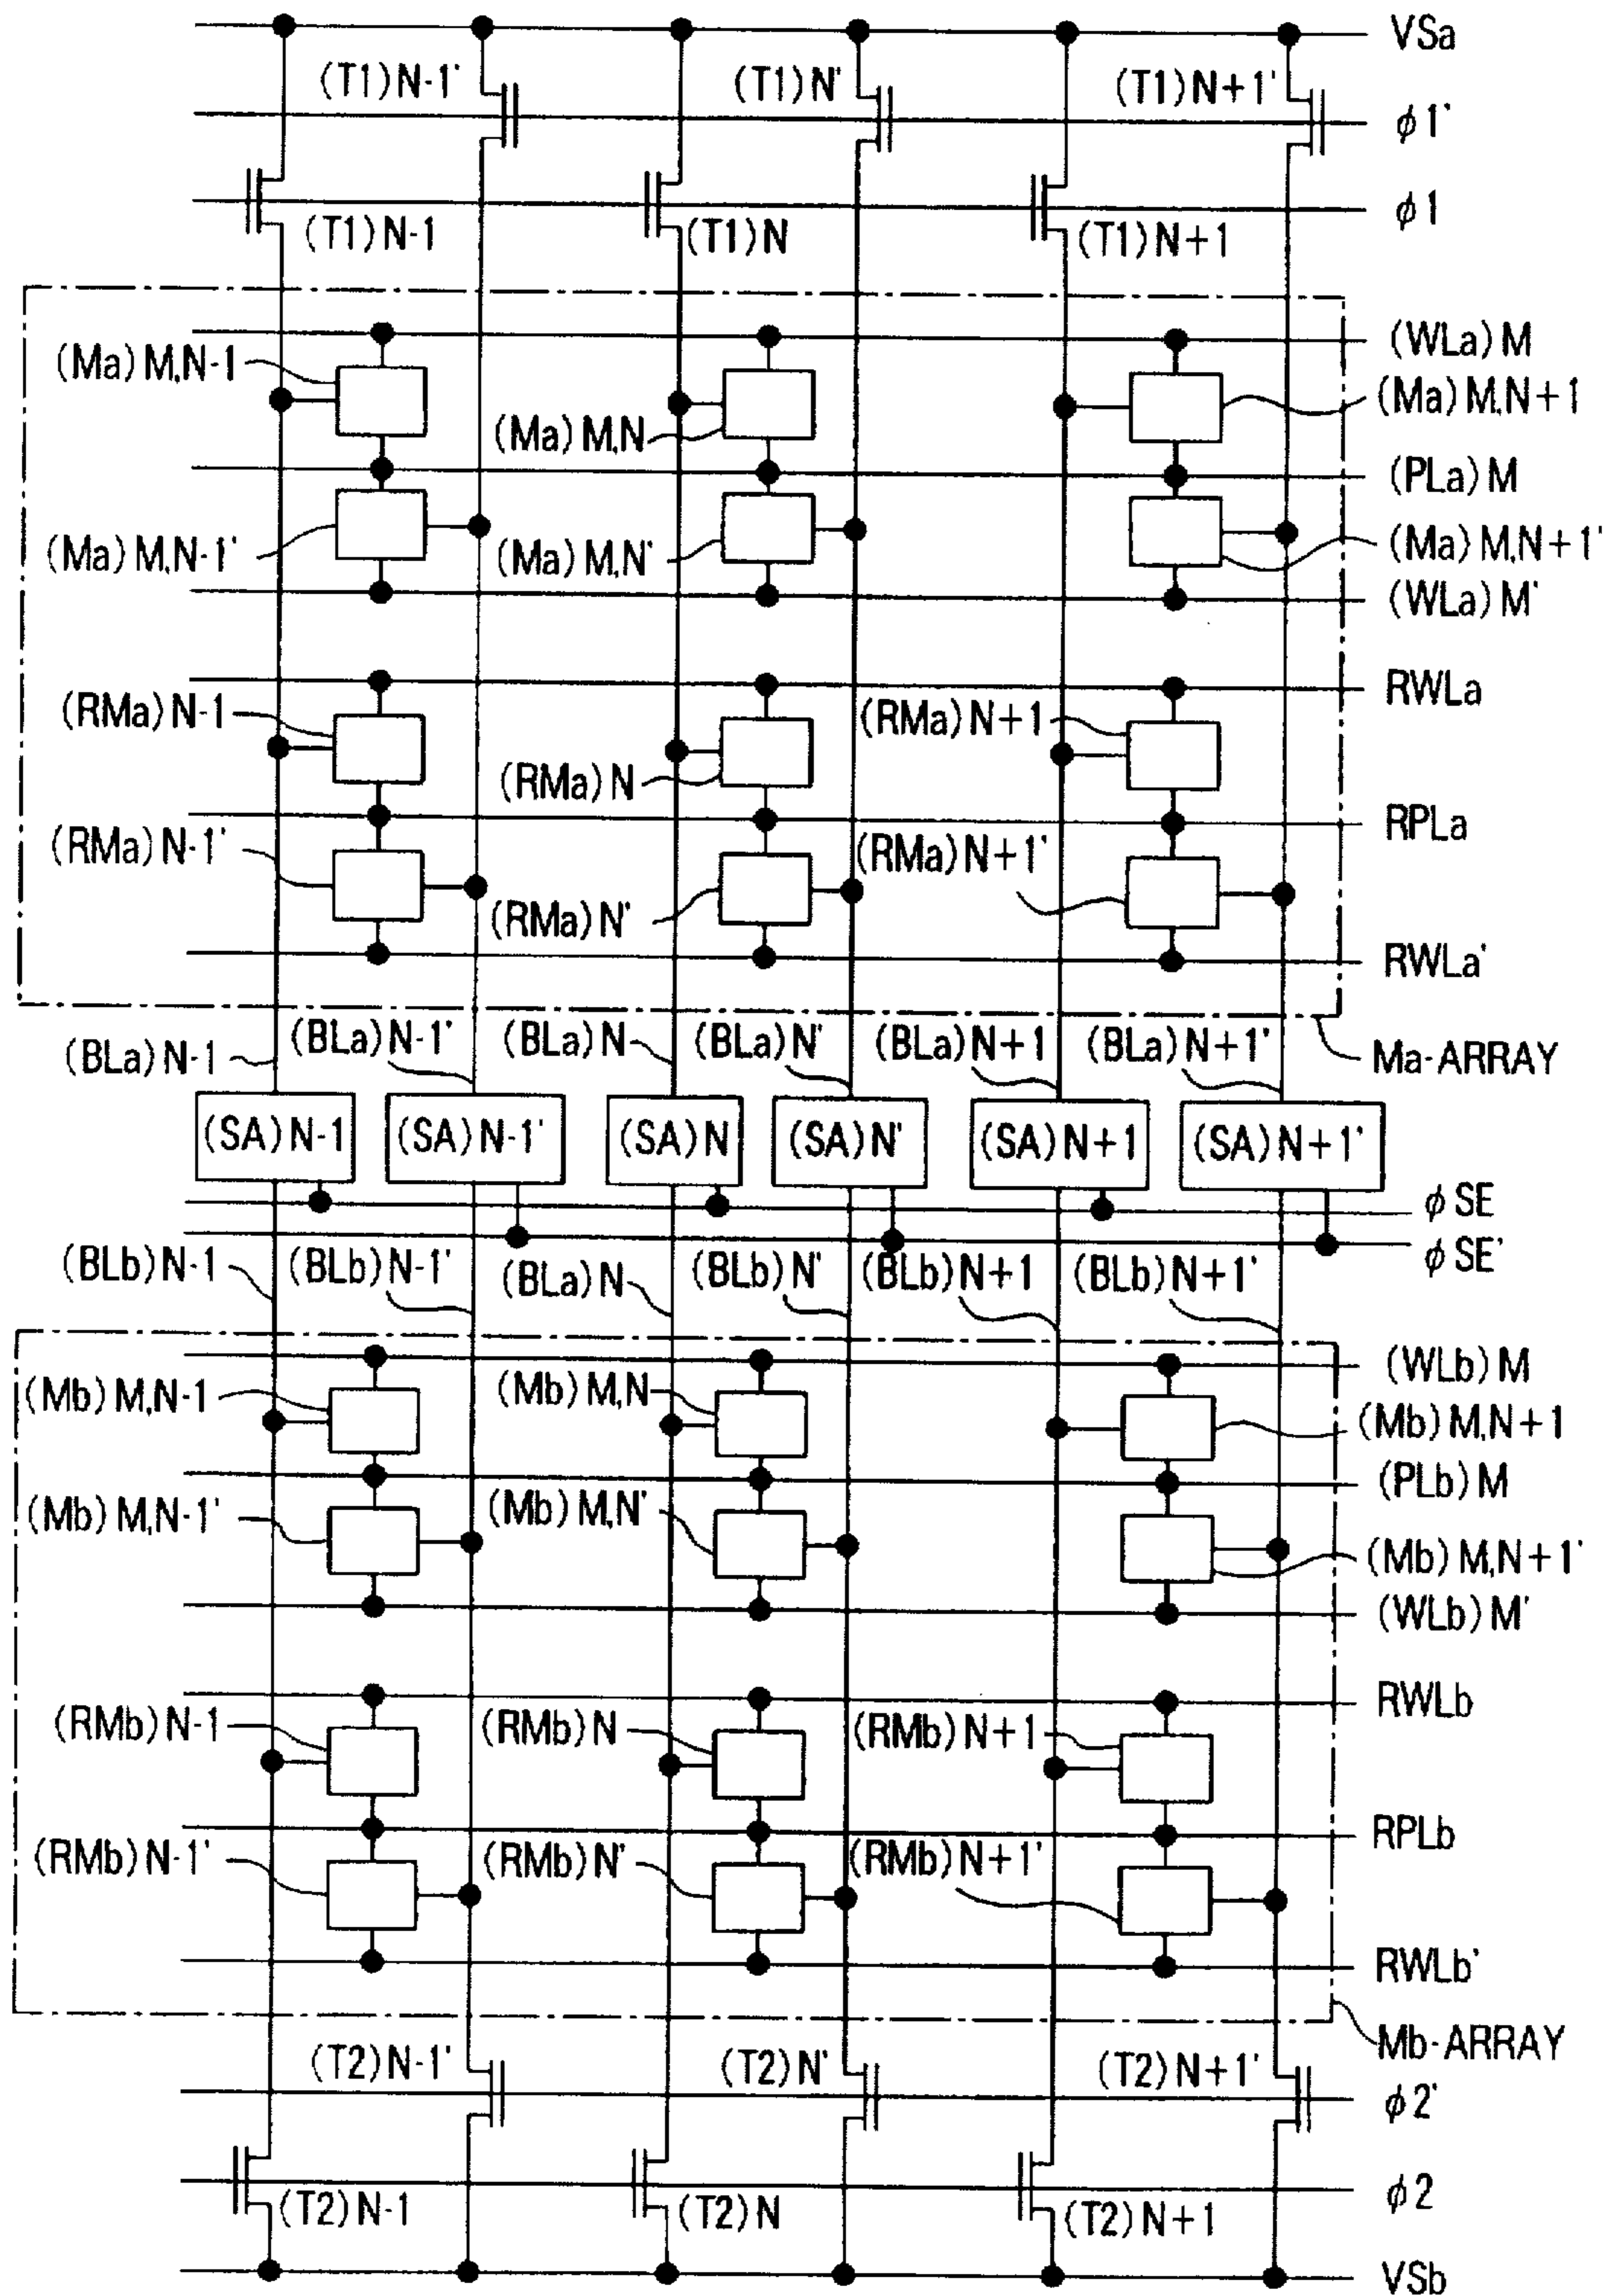 VSa
(T1)N-1' (T1)N' (T1)N+1'
φ1'
φ1
(T1)N-1 (T1)N (T1)N+1
(WLa)M
(Ma)M,N-1 (Ma)M,N+1
(Ma)M,N
(PLa)M
(Ma)M,N-1' (Ma)M,N' (Ma)M,N+1'
(WLa)M'
RWLa
(RMa)N-1 (RMa)N+1
(RMa)N
RPLa
(RMa)N-1' (RMa)N+1'
(RMa)N'
RWLa'
(BLa)N-1 (BLa)N-1' (BLa)N (BLa)N' (BLa)N+1 (BLa)N+1'
Ma-ARRAY
(SA)N-1 (SA)N-1' (SA)N (SA)N' (SA)N+1 (SA)N+1'
φSE
φSE'
(BLb)N-1 (BLb)N-1' (BLa)N (BLb)N' (BLb)N+1 (BLb)N+1'
(WLb)M
(Mb)M,N-1 (Mb)M,N (Mb)M,N+1
(PLb)M
(Mb)M,N-1' (Mb)M,N' (Mb)M,N+1'
(WLb)M'
RWLb
(RMb)N-1 (RMb)N (RMb)N+1
RPLb
(RMb)N-1' (RMb)N' (RMb)N+1'
RWLb'
Mb-ARRAY
(T2)N-1' (T2)N' (T2)N+1'
φ2'
φ2
(T2)N-1 (T2)N (T2)N+1
VSb